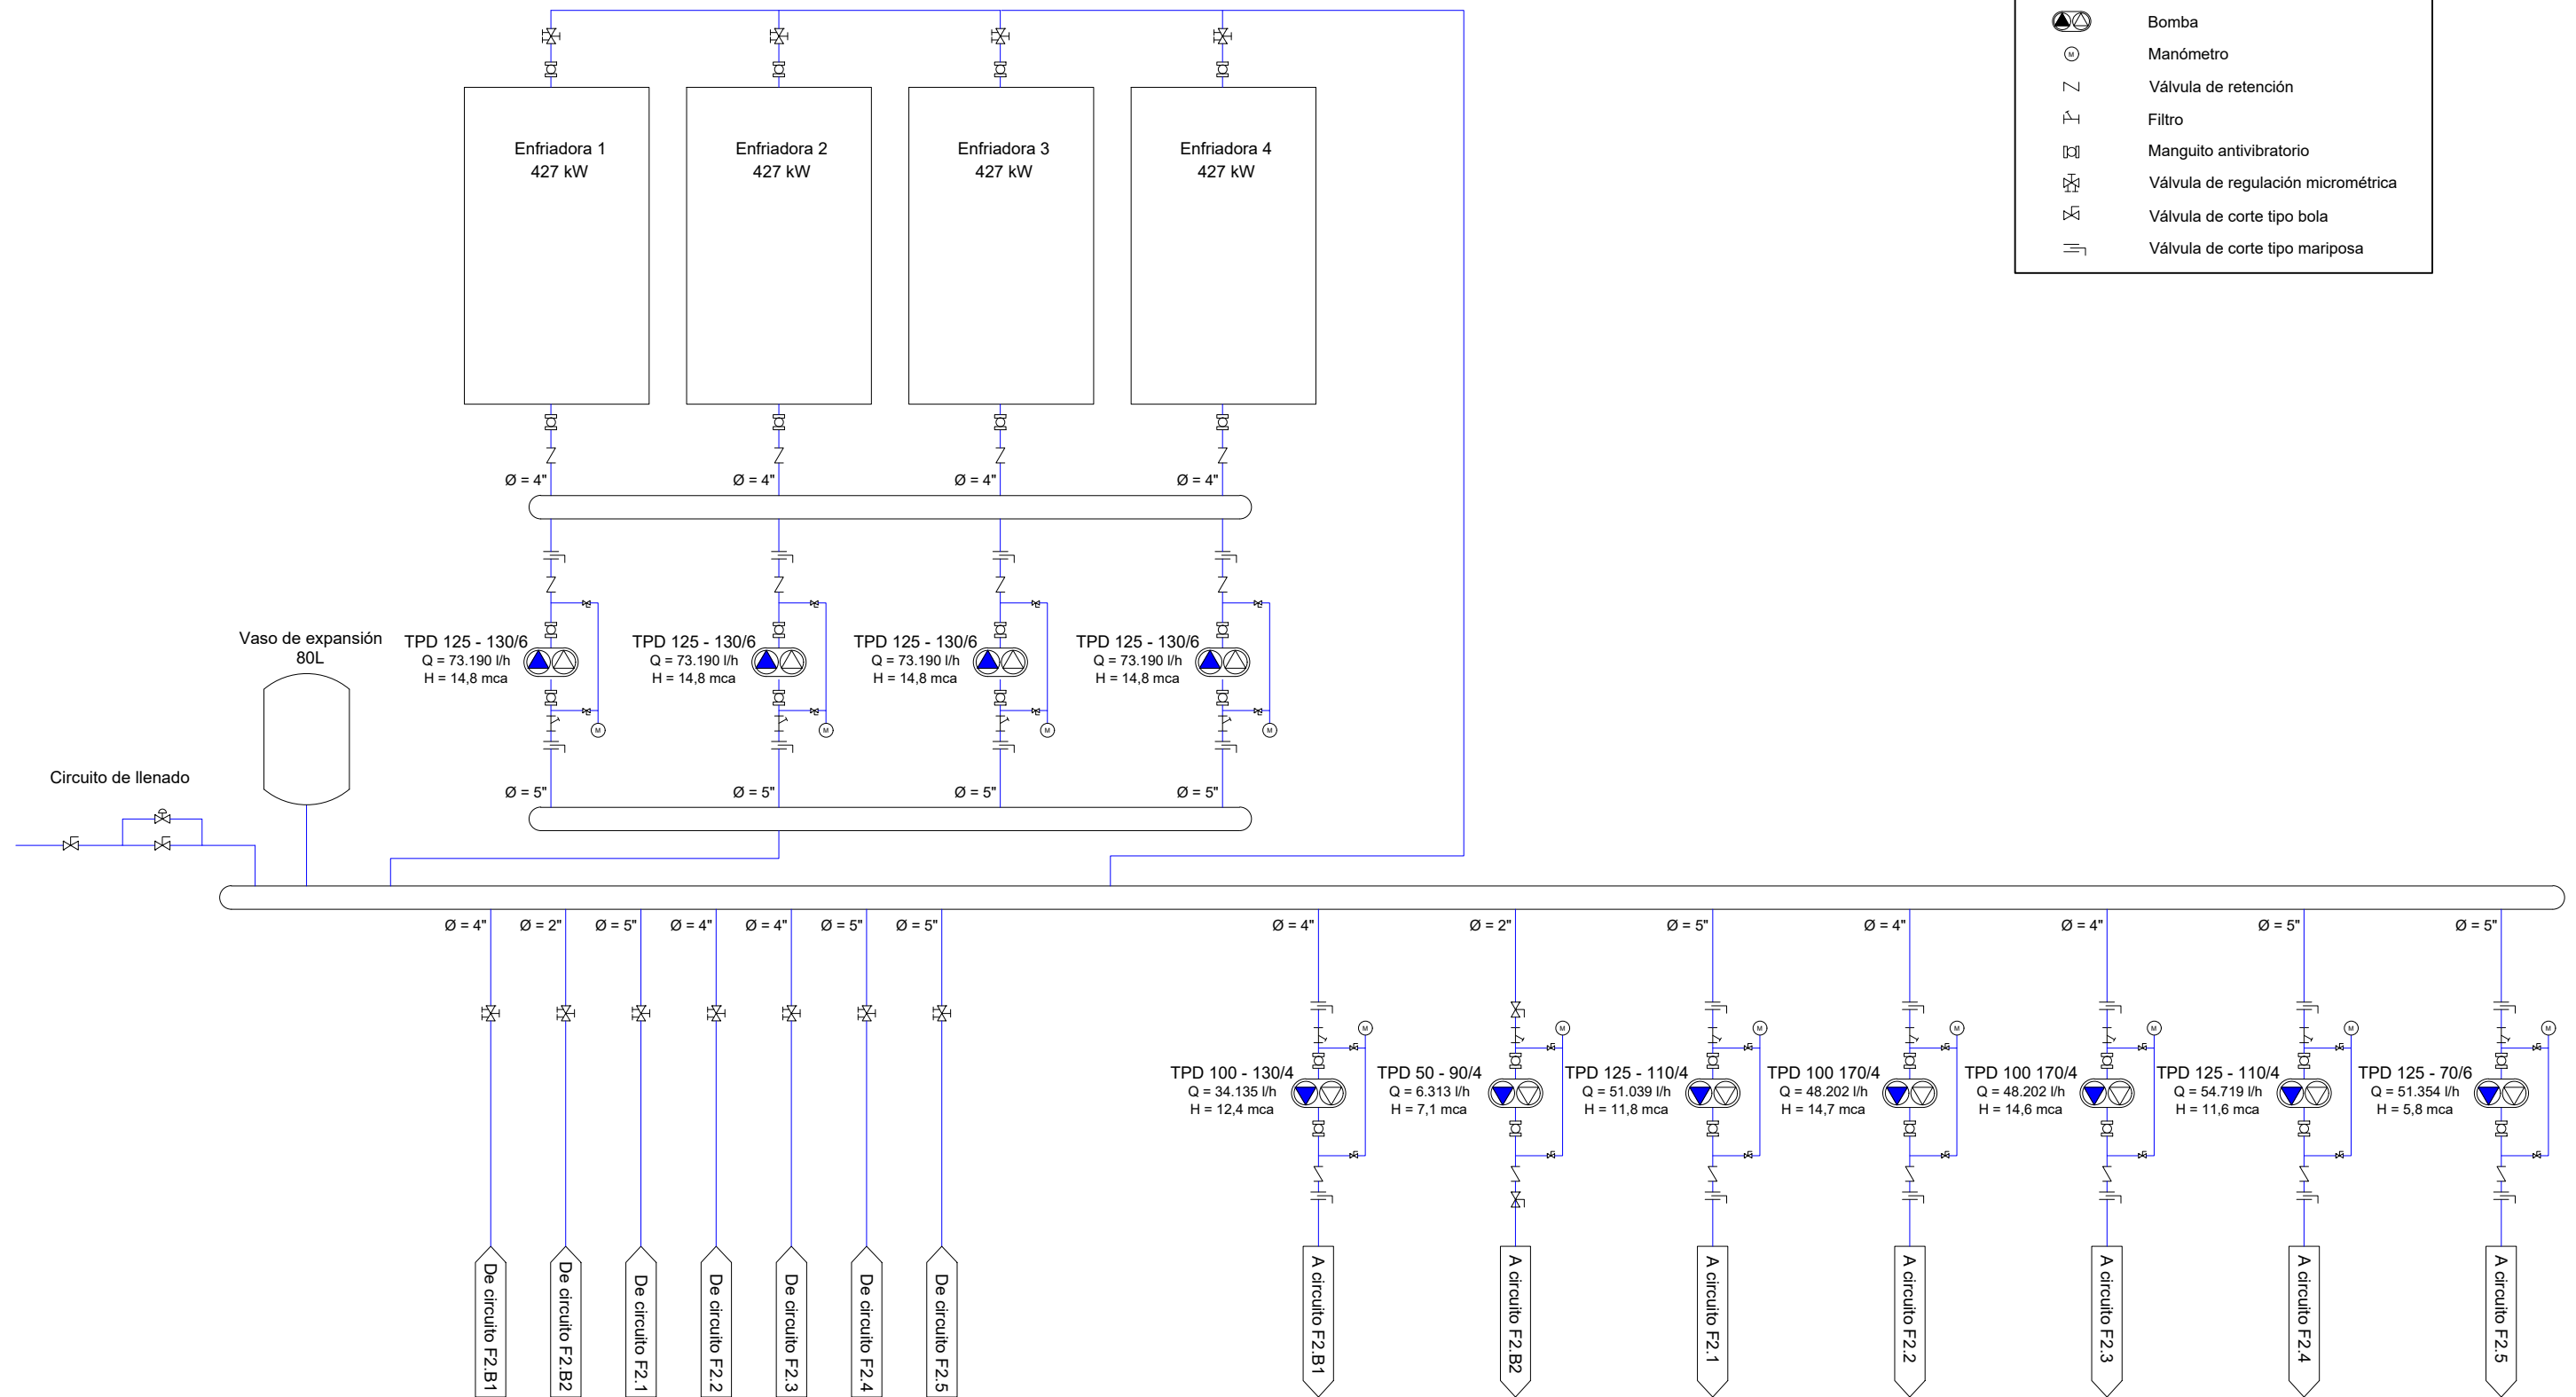 Bomba
Manómetro
Válvula de retención
Filtro
Manguito antivibratorio
Válvula de regulación micrométrica
Válvula de corte tipo bola
Válvula de corte tipo mariposa
Enfriadora 1
427 kW
Enfriadora 2
427 kW
Enfriadora 3
427 kW
Enfriadora 4
427 kW
Ø = 4"
Ø = 4"
Ø = 4"
Ø = 4"
Vaso de expansión
80L
TPD 125 - 130/6
Q = 73.190 l/h
H = 14,8 mca
TPD 125 - 130/6
Q = 73.190 l/h
H = 14,8 mca
TPD 125 - 130/6
Q = 73.190 l/h
H = 14,8 mca
TPD 125 - 130/6
Q = 73.190 l/h
H = 14,8 mca
M
M
M
M
M
Circuito de llenado
Ø = 5"
Ø = 5"
Ø = 5"
Ø = 5"
Ø = 4"
Ø = 2"
Ø = 5"
Ø = 4"
Ø = 4"
Ø = 5"
Ø = 5"
Ø = 4"
Ø = 2"
Ø = 5"
Ø = 4"
Ø = 4"
Ø = 5"
Ø = 5"
M
M
M
M
M
M
M
TPD 100 - 130/4
Q = 34.135 l/h
H = 12,4 mca
TPD 50 - 90/4
Q = 6.313 l/h
H = 7,1 mca
TPD 125 - 110/4
Q = 51.039 l/h
H = 11,8 mca
TPD 100 170/4
Q = 48.202 l/h
H = 14,7 mca
TPD 100 170/4
Q = 48.202 l/h
H = 14,6 mca
TPD 125 - 110/4
Q = 54.719 l/h
H = 11,6 mca
TPD 125 - 70/6
Q = 51.354 l/h
H = 5,8 mca
De circuito F2.B1
De circuito F2.B2
De circuito F2.1
De circuito F2.2
De circuito F2.3
De circuito F2.4
De circuito F2.5
A circuito F2.B1
A circuito F2.B2
A circuito F2.1
A circuito F2.2
A circuito F2.3
A circuito F2.4
A circuito F2.5